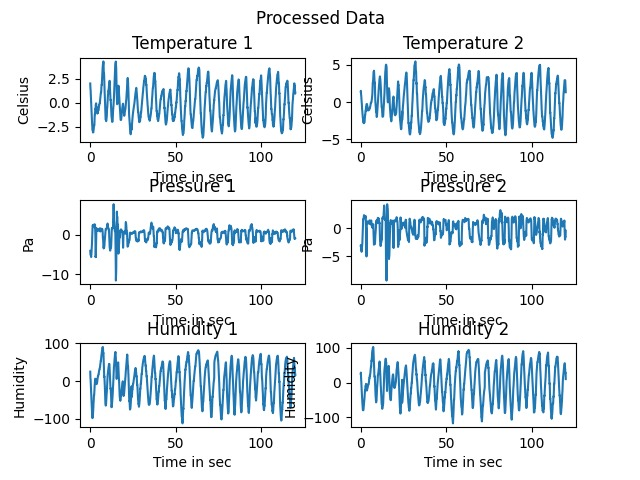 Processed Data
Temperature 1
Temperature 2
Celsius
2.5
0.0
−2.5
0
50
100
Time in sec
Celsius
5
0
−5
0
50
100
Time in sec
Pressure 1
Pressure 2
Pa
0
−10
0
50
100
Time in sec
Pa
0
−5
0
50
100
Time in sec
Humidity 1
Humidity 2
Humidity
100
0
−100
0
50
100
Time in sec
Humidity
100
0
−100
0
50
100
Time in sec